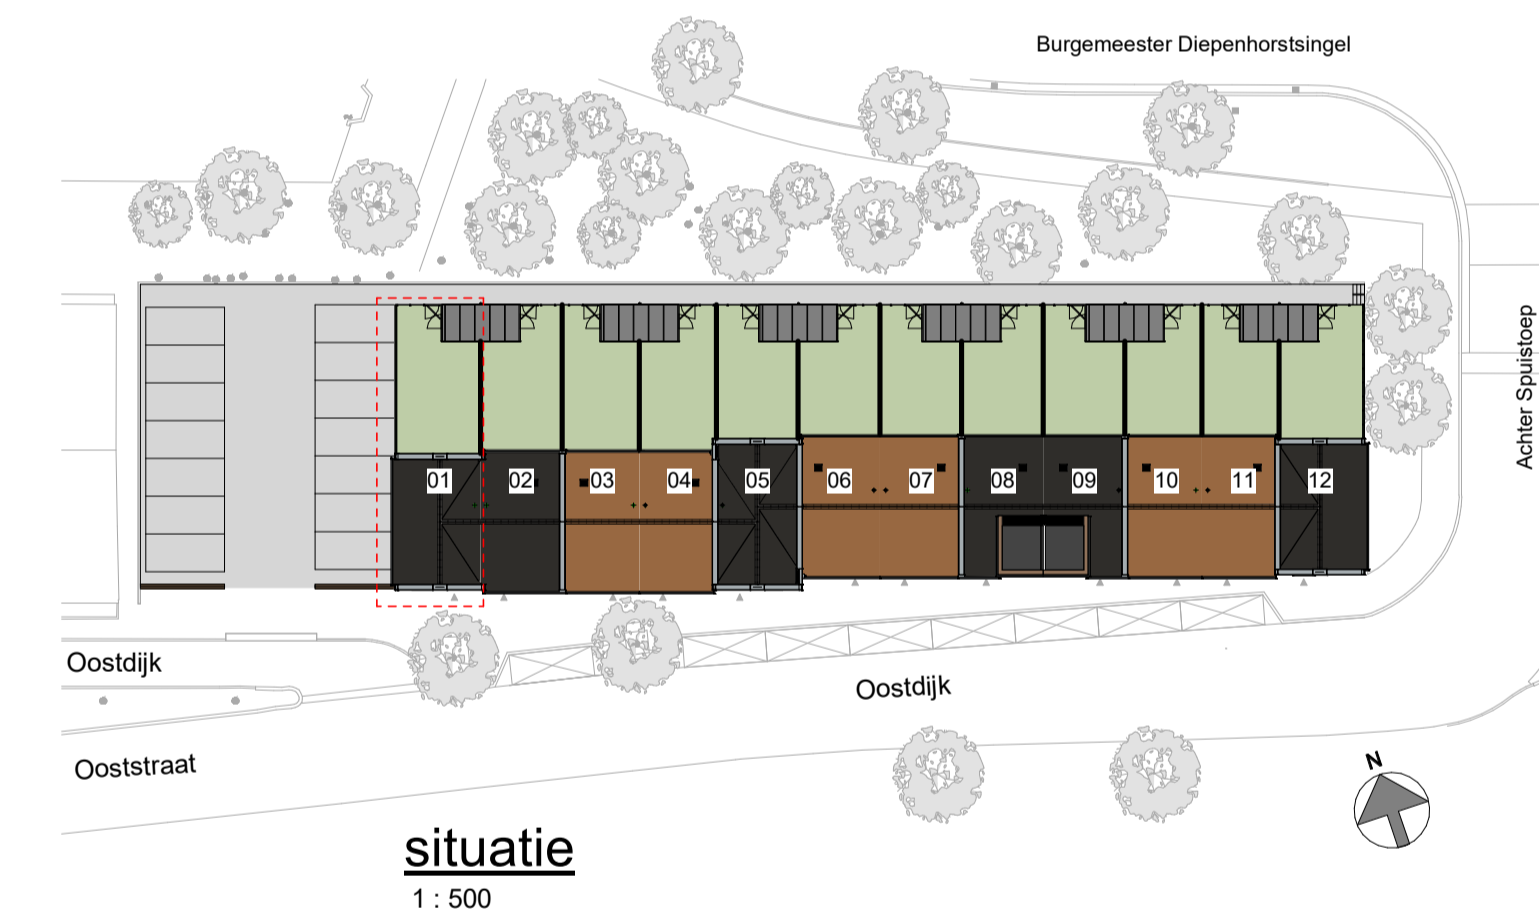 Burgemeester Diepenhorstsingel
Achter Spuistoep
01 02 03 04 05 06 07 08 09 10 11 12
Oostdijk
Oostdijk
Ooststraat
N
situatie
1 : 500